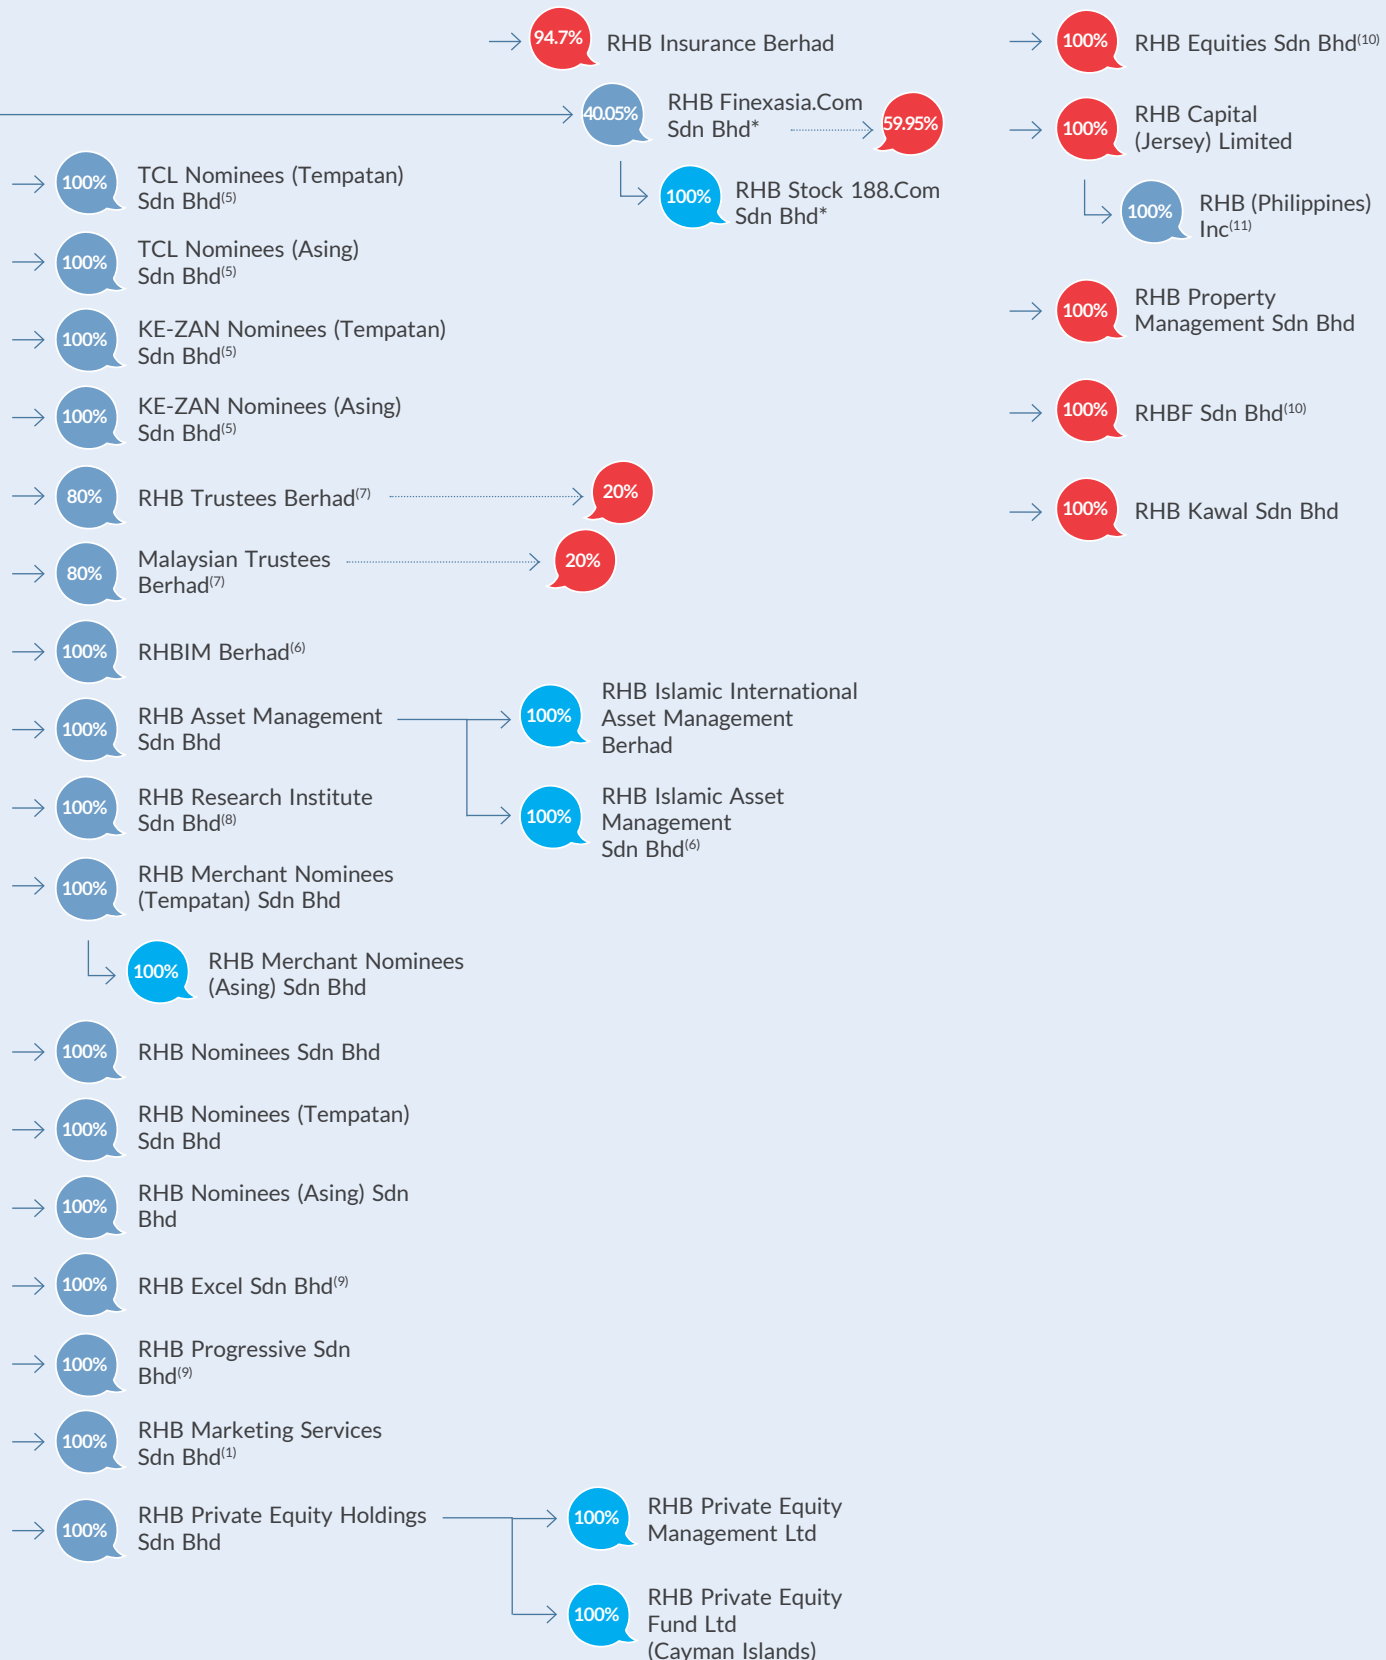 94.7%
RHB Insurance Berhad
40.05%
RHB Finexasia.Com
Sdn Bhd*
59.95%
100%
RHB Stock 188.Com
Sdn Bhd*
100%
RHB Equities Sdn Bhd(10)
100%
RHB Capital
(Jersey) Limited
100%
RHB (Philippines)
Inc(11)
100%
RHB Property
Management Sdn Bhd
100%
RHBF Sdn Bhd(10)
100%
RHB Kawal Sdn Bhd
100%
TCL Nominees (Tempatan)
Sdn Bhd(5)
100%
TCL Nominees (Asing)
Sdn Bhd(5)
100%
KE-ZAN Nominees (Tempatan)
Sdn Bhd(5)
100%
KE-ZAN Nominees (Asing)
Sdn Bhd(5)
80%
RHB Trustees Berhad(7)
20%
80%
Malaysian Trustees
Berhad(7)
20%
100%
RHBIM Berhad(6)
100%
RHB Asset Management
Sdn Bhd
100%
RHB Islamic International
Asset Management
Berhad
100%
RHB Islamic Asset
Management
Sdn Bhd(6)
100%
RHB Research Institute
Sdn Bhd(8)
100%
RHB Merchant Nominees
(Tempatan) Sdn Bhd
100%
RHB Merchant Nominees
(Asing) Sdn Bhd
100%
RHB Nominees Sdn Bhd
100%
RHB Nominees (Tempatan)
Sdn Bhd
100%
RHB Nominees (Asing) Sdn
Bhd
100%
RHB Excel Sdn Bhd(9)
100%
RHB Progressive Sdn
Bhd(9)
100%
RHB Marketing Services
Sdn Bhd(1)
100%
RHB Private Equity Holdings
Sdn Bhd
100%
RHB Private Equity
Management Ltd
100%
RHB Private Equity
Fund Ltd
(Cayman Islands)